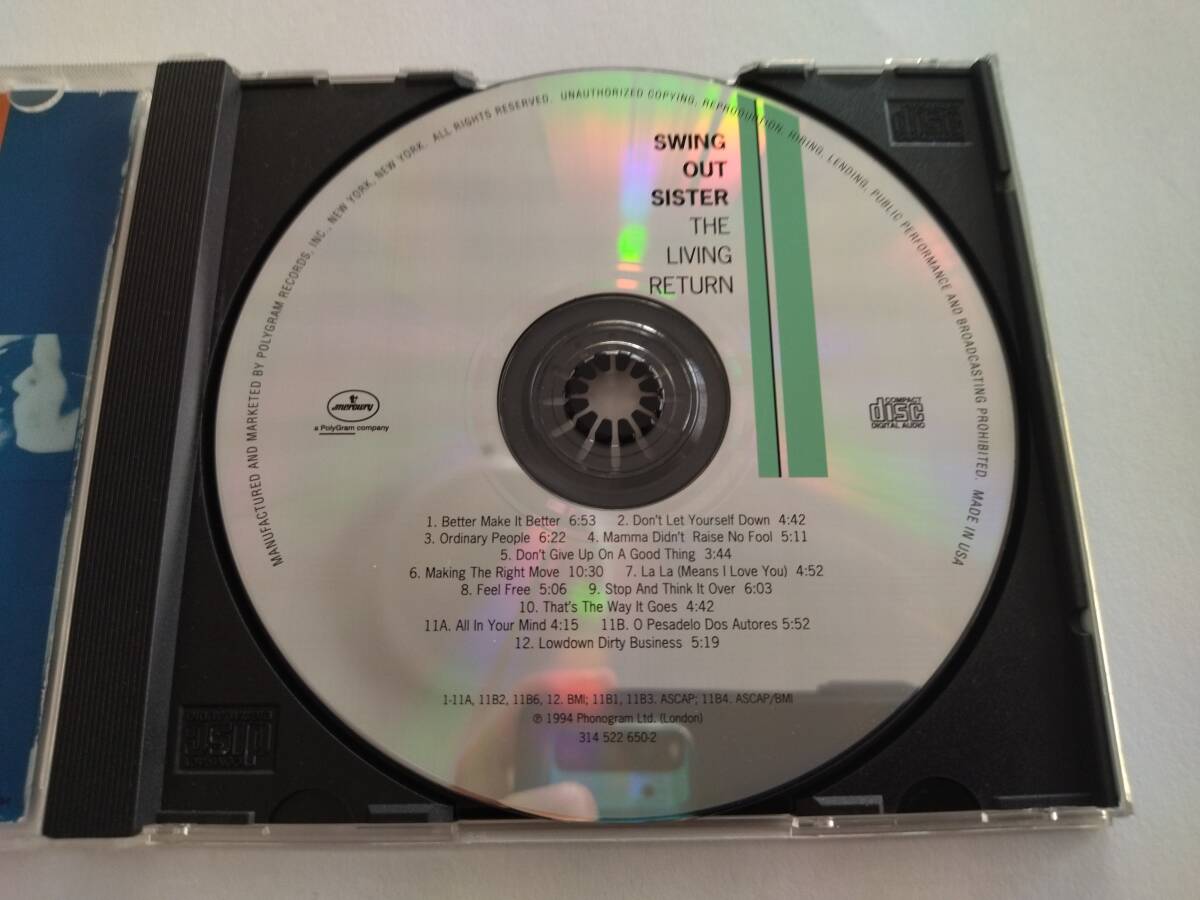 MANUFACTURED AND MARKETED BY POLYGRAM RECORDS, INC., NEW YORK, NEW YORK. ALL RIGHTS RESERVED. UNAUTHORIZED COPYING, REPRODUCTION, HIRING, LENDING, PUBLIC PERFORMANCE AND BROADCASTING PROHIBITED. MADE IN USA
SWING
OUT
SISTER
THE
LIVING
RETURN
mercury
a PolyGram company
COMPACT
disc
DIGITAL AUDIO
1. Better Make It Better 6:53 2. Don't Let Yourself Down 4:42
3. Ordinary People 6:22 4. Mamma Didn't Raise No Fool 5:11
5. Don't Give Up On A Good Thing 3:44
6. Making The Right Move 10:30 7. La La (Means I Love You) 4:52
8. Feel Free 5:06 9. Stop And Think It Over 6:03
10. That's The Way It Goes 4:42
11A. All In Your Mind 4:15 11B. O Pesadelo Dos Autores 5:52
12. Lowdown Dirty Business 5:19
1-11A, 11B2, 11B6, 12. BMI; 11B1, 11B3. ASCAP; 11B4. ASCAP/BMI
℗ 1994 Phonogram Ltd. (London)
314 522 650-2
disc
COMPACT
disc